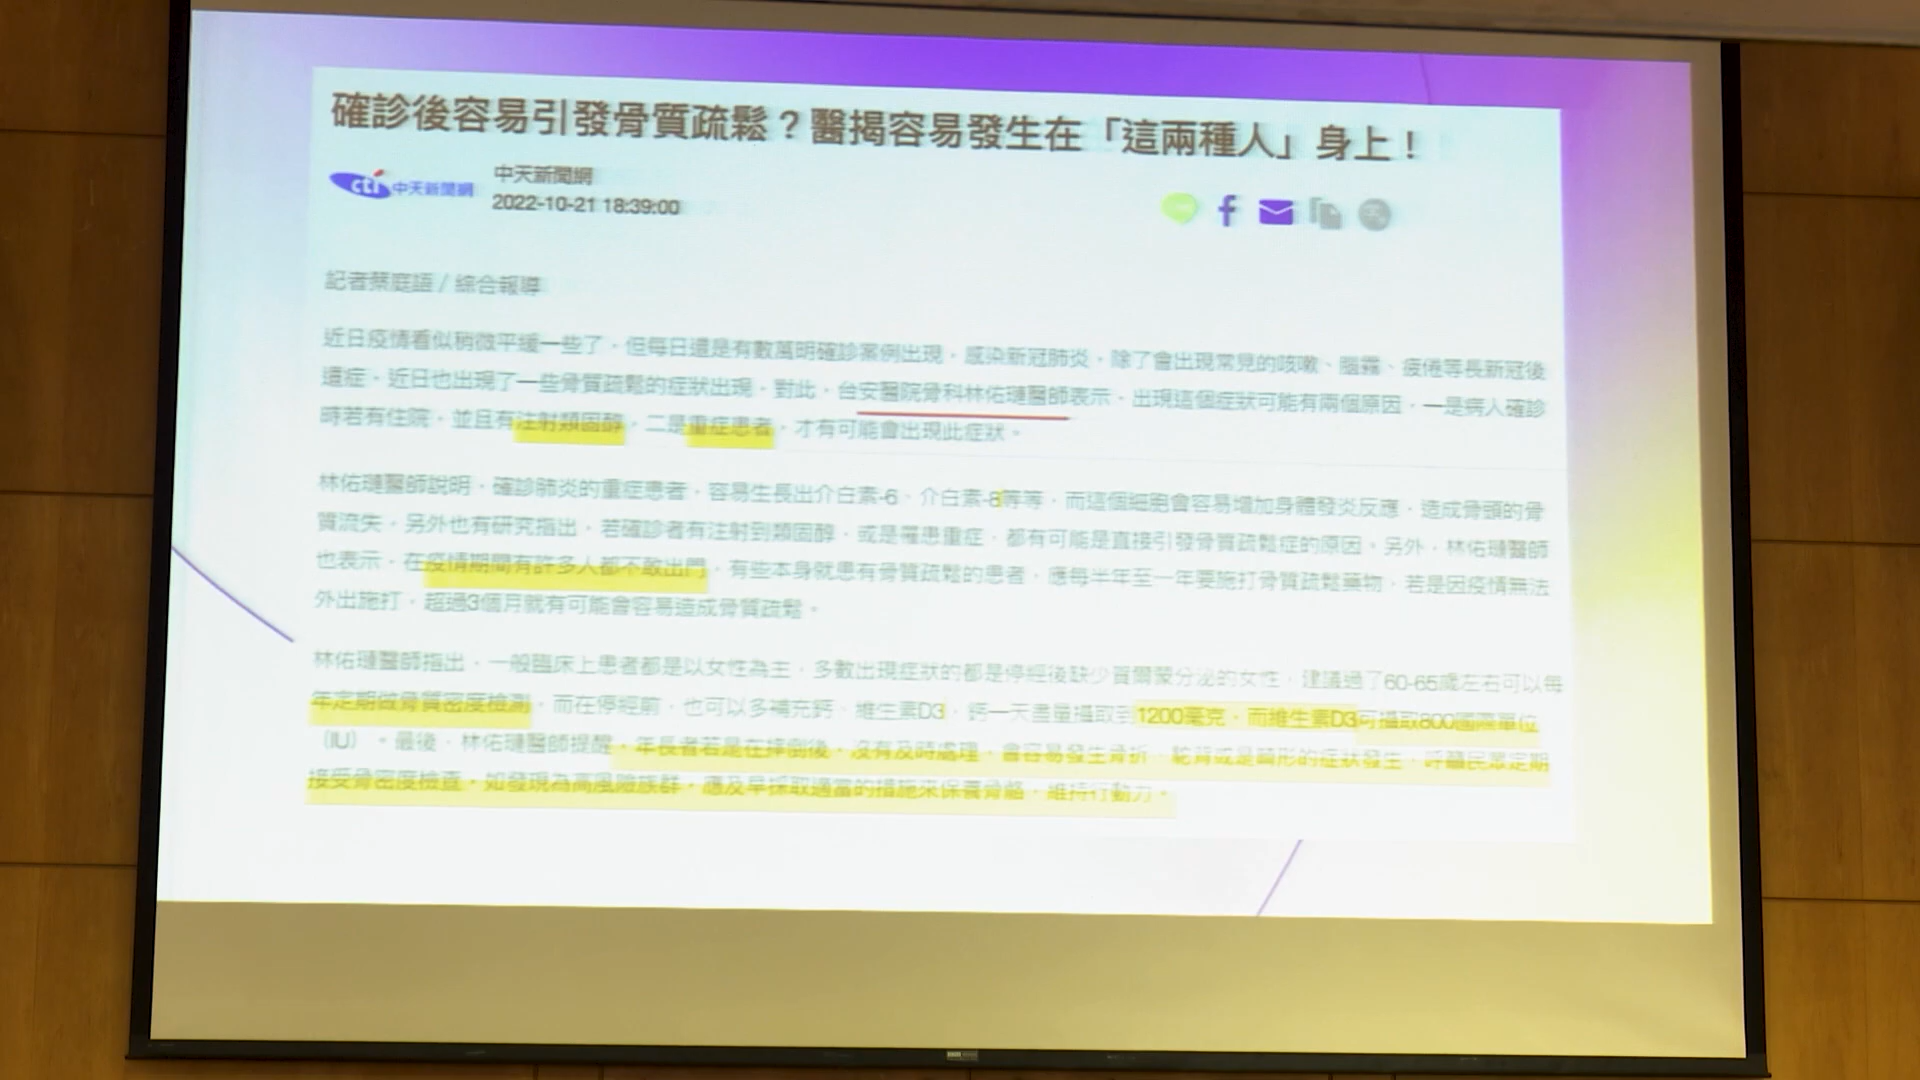 確診後容易引發骨質疏鬆？醫揭容易發生在「這兩種人」身上！
cti 中天新聞網
中天新聞網
2022-10-21 18:39:00
記者蔡庭語 / 綜合報導
近日疫情看似稍微平緩一些了，但每日還是有數萬明確診案例出現，感染新冠肺炎，除了會出現常見的咳嗽、腦霧、疲倦等長新冠後
遺症，近日也出現了一些骨質疏鬆的症狀出現，對此，台安醫院骨科林佑璉醫師表示，出現這個症狀可能有兩個原因，一是病人確診
時若有住院，並且有注射類固醇，二是重症患者，才有可能會出現此症狀。
林佑璉醫師說明，確診肺炎的重症患者，容易生長出介白素-6、介白素-8等等，而這個細胞會容易增加身體發炎反應，造成骨頭的骨
質流失，另外也有研究指出，若確診者有注射到類固醇，或是罹患重症，都有可能是直接引發骨質疏鬆症的原因。另外，林佑璉醫師
也表示，在疫情期間有許多人都不敢出門，有些本身就患有骨質疏鬆的患者，應每半年至一年要施打骨質疏鬆藥物，若是因疫情無法
外出施打，超過3個月就有可能會容易造成骨質疏鬆。
林佑璉醫師指出，一般臨床上患者都是以女性為主，多數出現症狀的都是停經後缺少賀爾蒙分泌的女性，建議過了60-65歲左右可以每
年定期做骨質密度檢測，而在停經前，也可以多補充鈣、維生素D3，鈣一天盡量攝取到1200毫克，而維生素D3可攝取800國際單位
（IU）。最後，林佑璉醫師提醒，年長者若是在摔倒後，沒有及時處理，會容易發生骨折、駝背或是畸形的症狀發生，呼籲民眾定期
接受骨密度檢查，如發現為高風險族群，應及早採取適當的措施來保養骨骼，維持行動力。